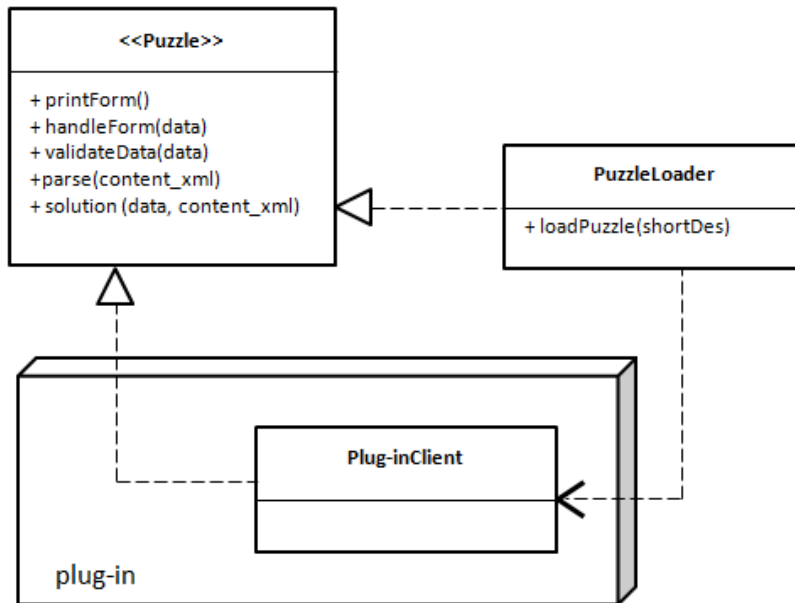 <<Puzzle>>
+ printForm()
+ handleForm(data)
+ validateData(data)
+parse(content_xml)
+ solution (data, content_xml)
PuzzleLoader
+ loadPuzzle(shortDes)
Plug-inClient
plug-in